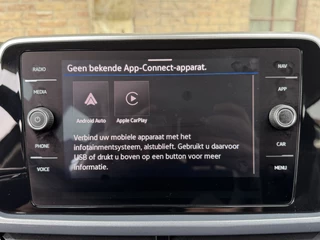 Geen bekende App-Connect-apparaat.
RADIO
MEDIA
PHONE
VOICE
Android Auto
Apple CarPlay
Verbind uw mobiele apparaat met het
infotainmentsysteem, alstublieft. Gebruikt u daarvoor
USB of drukt u boven op een button voor meer
informatie.
NAV
APP
CAR
MENU